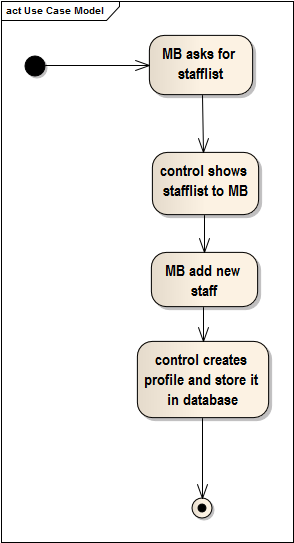 act Use Case Model
MB asks for
stafflist
control shows
stafflist to MB
MB add new
staff
control creates
profile and store it
in database